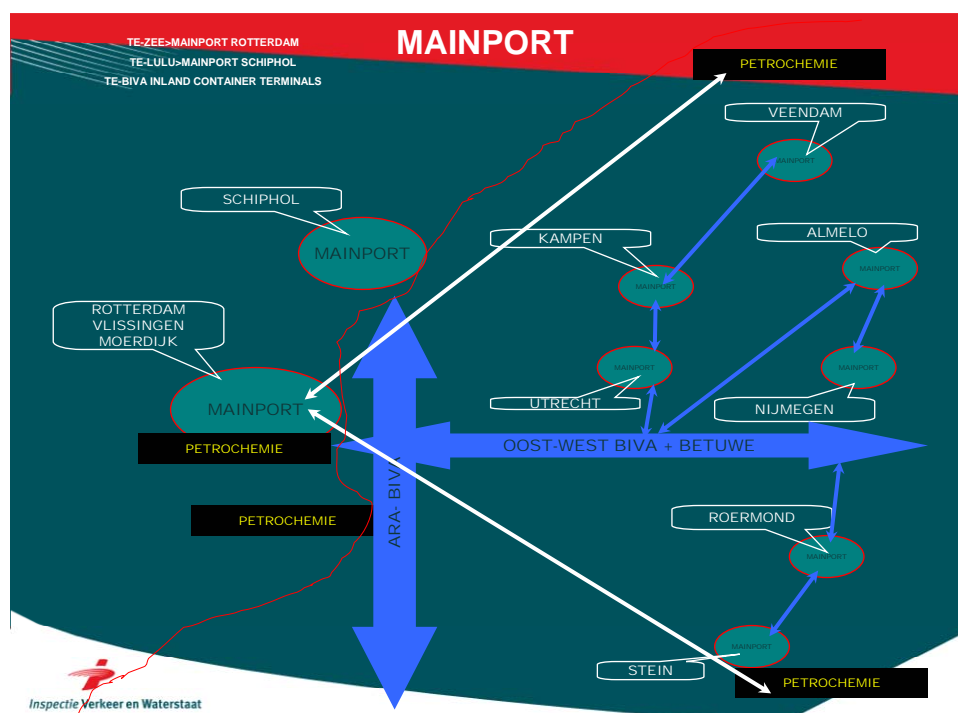 MAINPORT
TE-ZEE>MAINPORT ROTTERDAM
TE-LULU>MAINPORT SCHIPHOL
TE-BIVA INLAND CONTAINER TERMINALS
PETROCHEMIE
VEENDAM
MAINPORT
SCHIPHOL
MAINPORT
KAMPEN
MAINPORT
ALMELO
MAINPORT
ROTTERDAM
VLISSINGEN
MOERDIJK
MAINPORT
PETROCHEMIE
MAINPORT
UTRECHT
MAINPORT
NIJMEGEN
OOST-WEST BIVA + BETUWE
ARA- BIVA
PETROCHEMIE
ROERMOND
MAINPORT
MAINPORT
STEIN
PETROCHEMIE
Inspectie Verkeer en Waterstaat